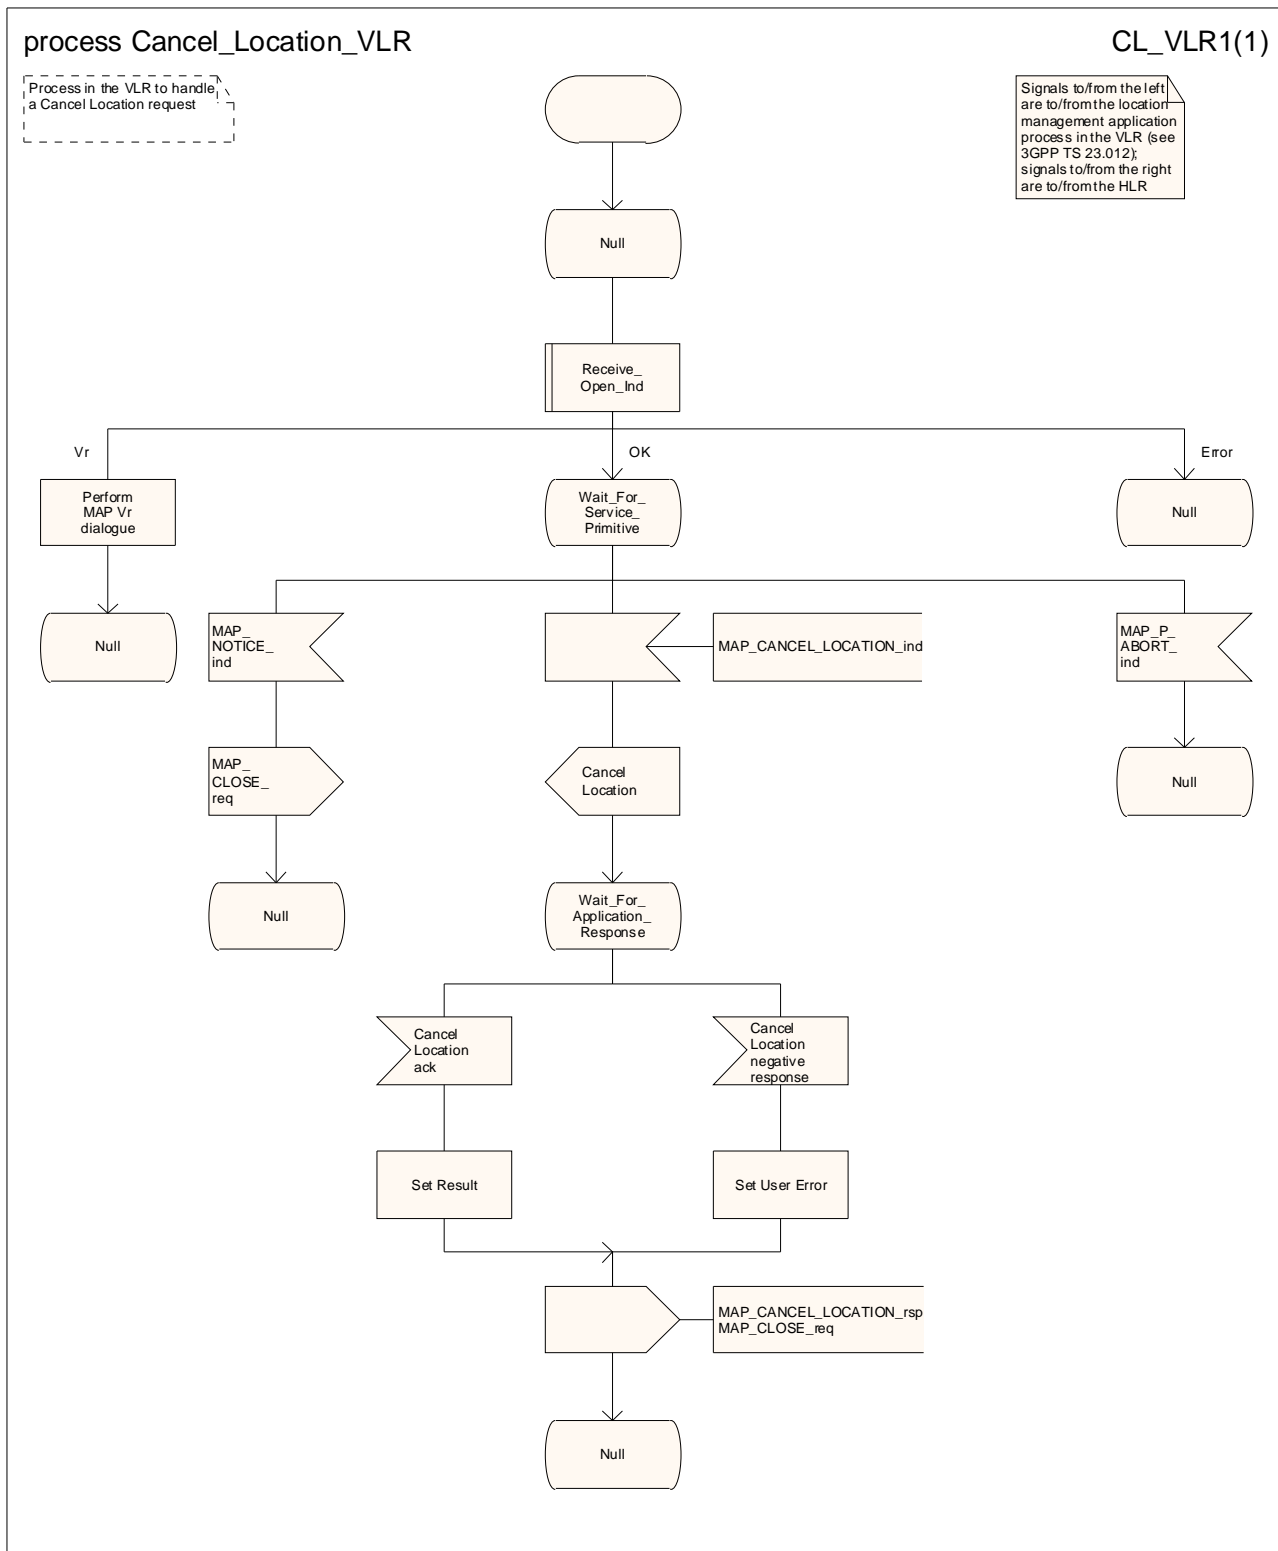 process Cancel_Location_VLR
CL_VLR1(1)
Process in the VLR to handle
a Cancel Location request
Signals to/from the left
are to/from the location
management application
process in the VLR (see
3GPP TS 23.012);
signals to/from the right
are to/from the HLR
Null
Receive_
Open_Ind
Vr
OK
Error
Perform
MAP Vr
dialogue
Wait_For_
Service_
Primitive
Null
Null
MAP_
NOTICE_
ind
MAP_CANCEL_LOCATION_ind
MAP_P_
ABORT_
ind
MAP_
CLOSE_
req
Cancel
Location
Null
Null
Wait_For_
Application_
Response
Cancel
Location
ack
Cancel
Location
negative
response
Set Result
Set User Error
MAP_CANCEL_LOCATION_rsp
MAP_CLOSE_req
Null